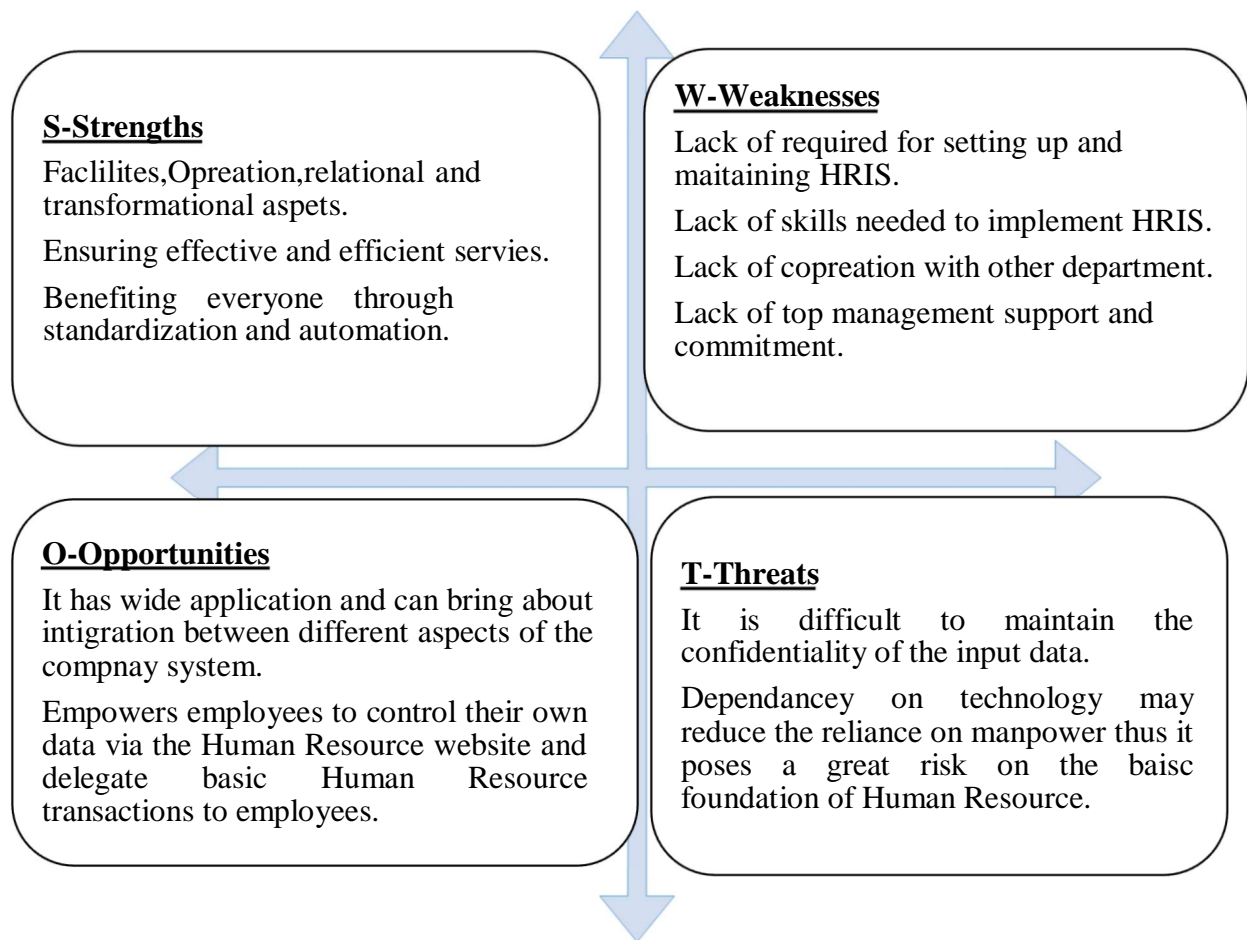 S-Strengths
Faclilites,Opreation,relational and
transformational aspets.
Ensuring effective and efficient servies.
Benefiting everyone through
standardization and automation.
W-Weaknesses
Lack of required for setting up and
maitaining HRIS.
Lack of skills needed to implement HRIS.
Lack of copreation with other department.
Lack of top management support and
commitment.
O-Opportunities
It has wide application and can bring about
intigration between different aspects of the
compnay system.
Empowers employees to control their own
data via the Human Resource website and
delegate basic Human Resource
transactions to employees.
T-Threats
It is difficult to maintain the
confidentiality of the input data.
Dependancey on technology may
reduce the reliance on manpower thus it
poses a great risk on the baisc
foundation of Human Resource.